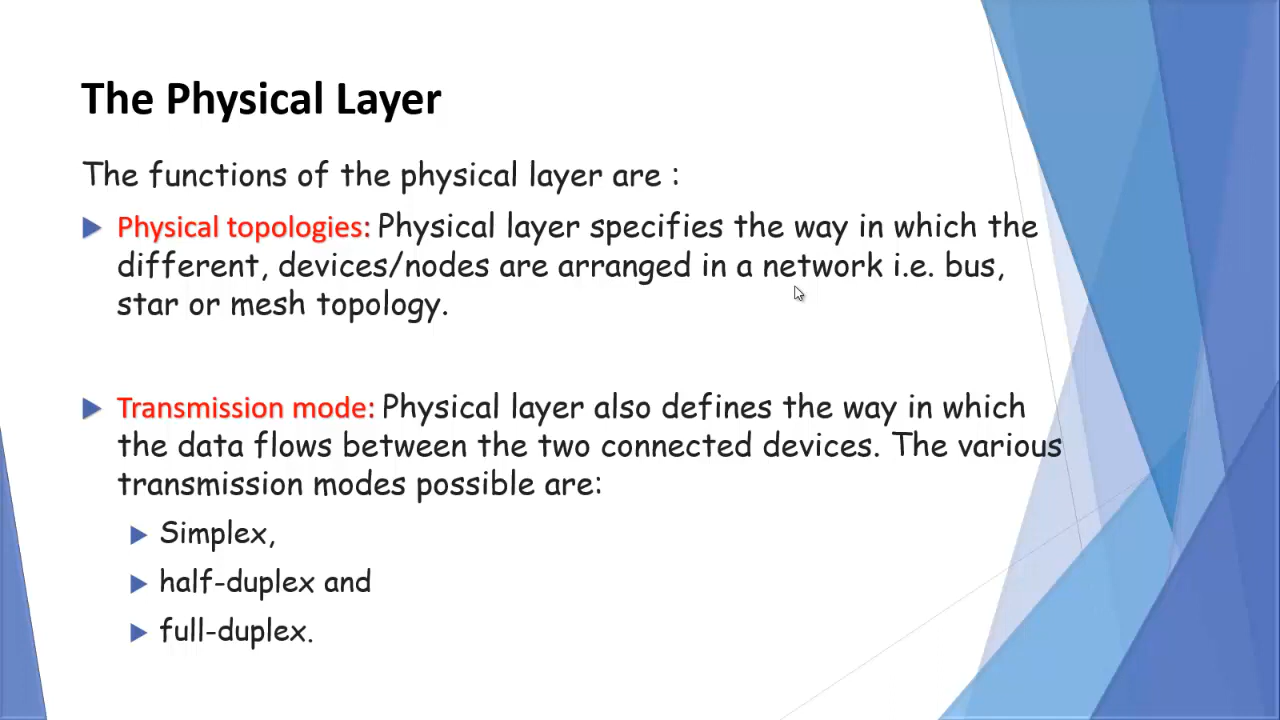 The Physical Layer
The functions of the physical layer are :
Physical topologies: Physical layer specifies the way in which the
different, devices/nodes are arranged in a network i.e. bus,
star or mesh topology.
Transmission mode: Physical layer also defines the way in which
the data flows between the two connected devices. The various
transmission modes possible are:
Simplex,
half-duplex and
full-duplex.